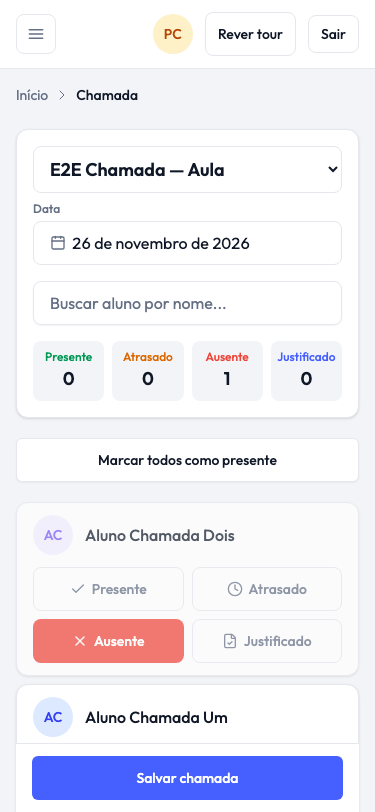 PC
Rever tour
Sair
Início
Chamada
E2E Chamada — Aula
Data
26 de novembro de 2026
Buscar aluno por nome...
Presente
Atrasado
Ausente
Justificado
0
0
1
0
Marcar todos como presente
AC
Aluno Chamada Dois
Presente
Atrasado
Ausente
Justificado
AC
Aluno Chamada Um
Salvar chamada